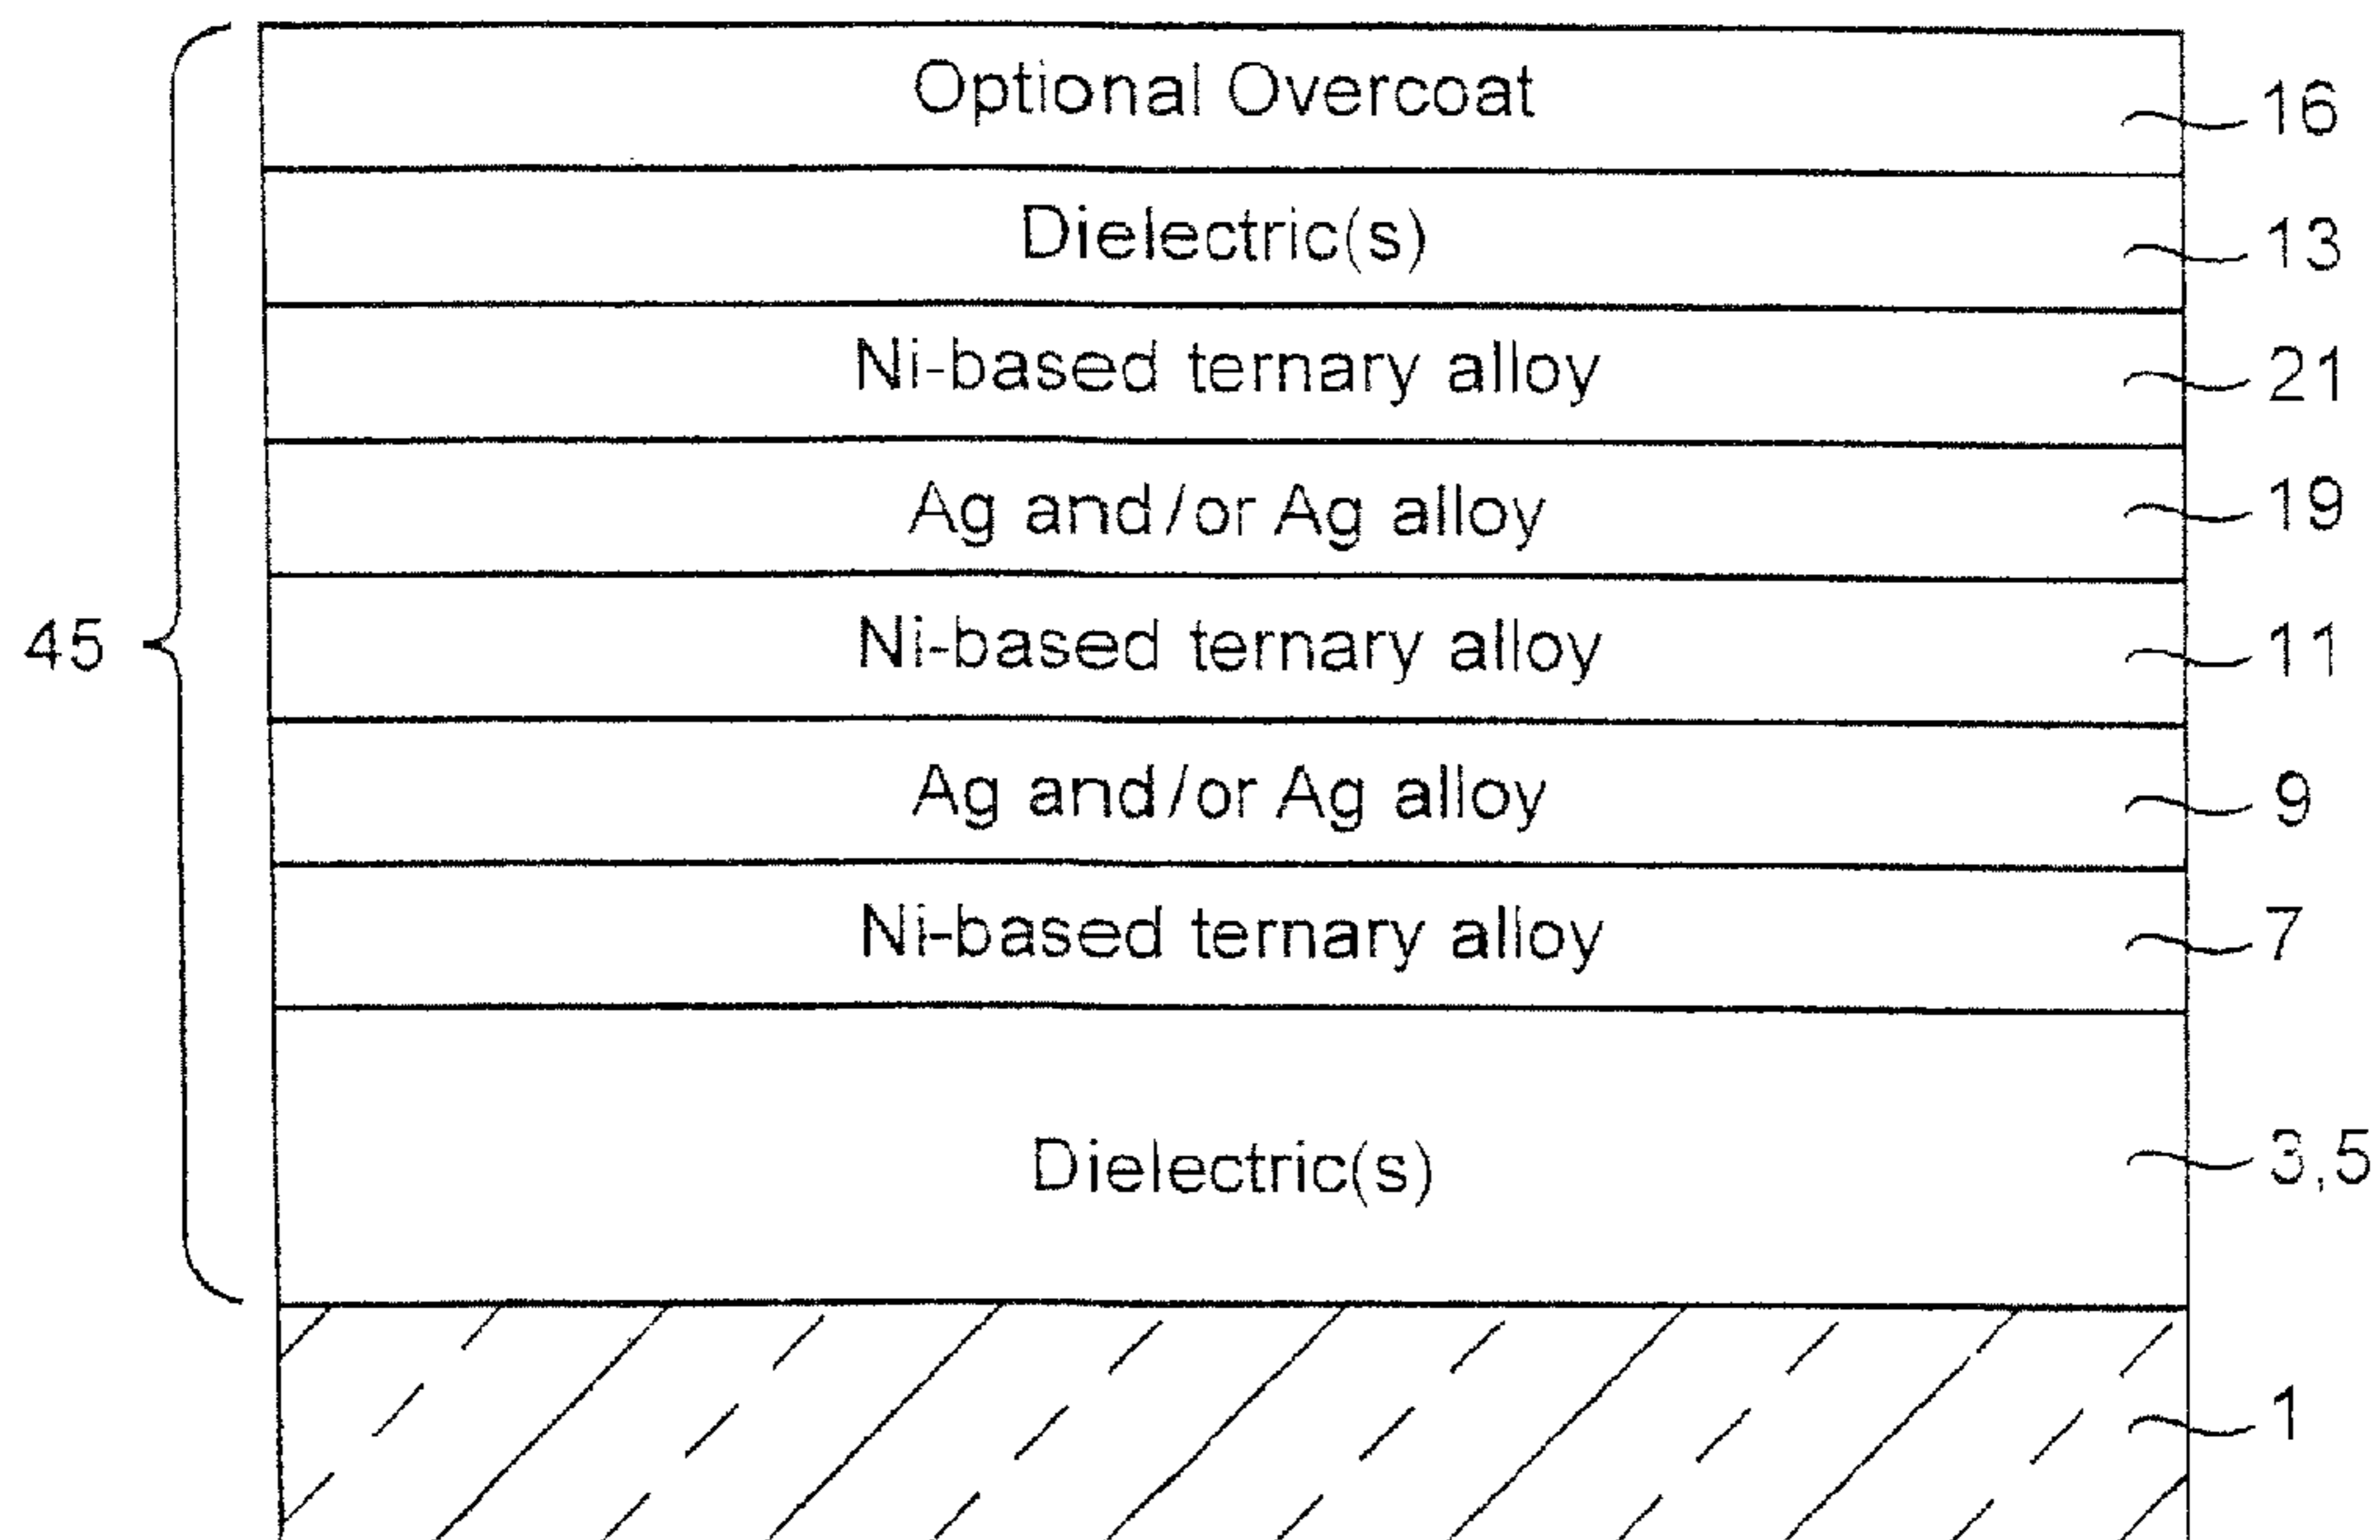 Optional Overcoat 16
Dielectric(s) 13
Ni-based ternary alloy 21
Ag and/or Ag alloy 19
45
Ni-based ternary alloy 11
Ag and/or Ag alloy 9
Ni-based ternary alloy 7
Dielectric(s) 3,5
1